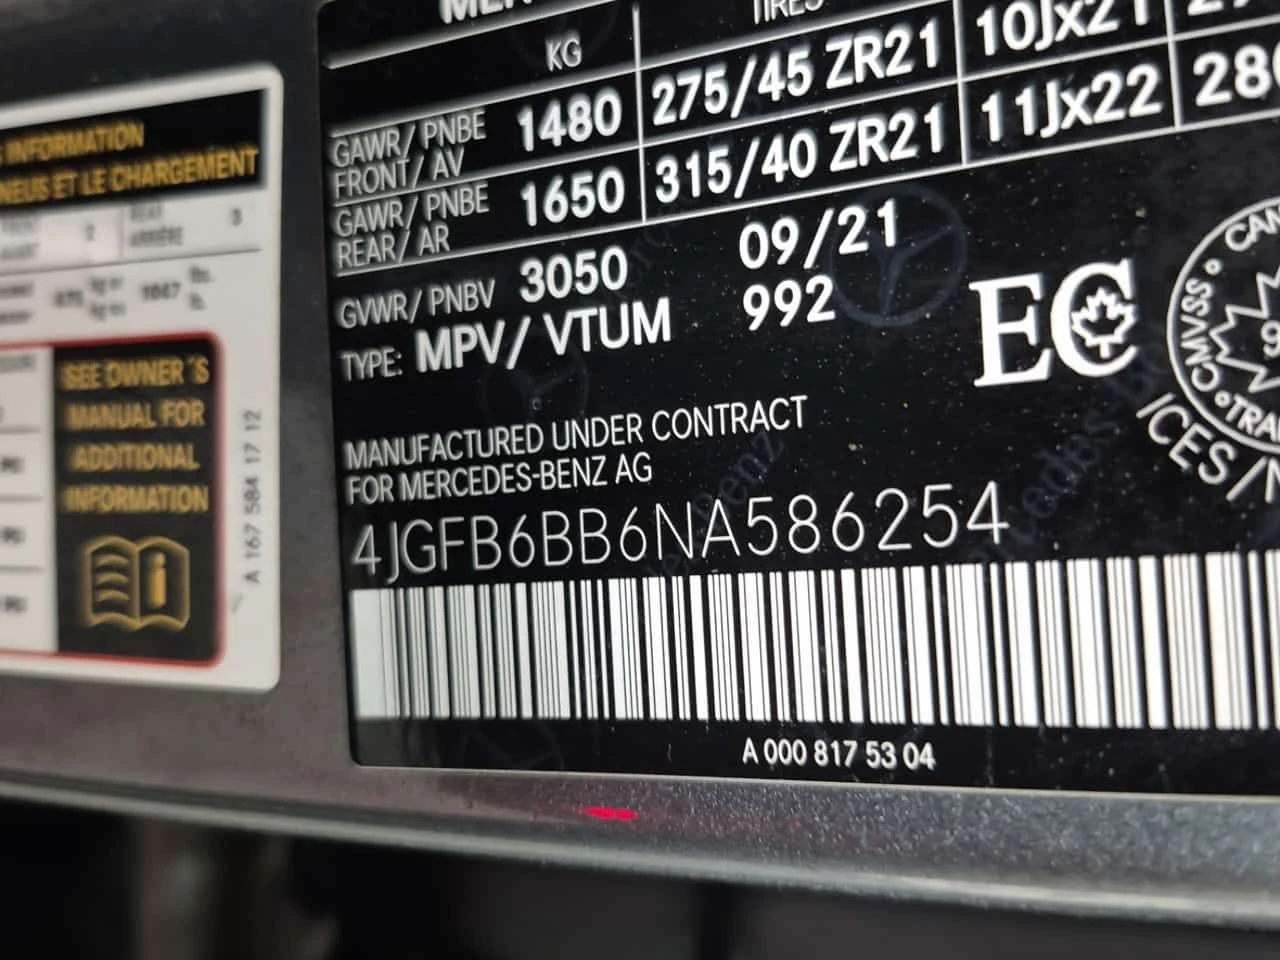 TIRES
KG
GAWR/PNBE FRONT/AV 1480 275/45 ZR21 10Jx21
GAWR/PNBE REAR/AR 1650 315/40 ZR21 11Jx22 280
GVWR/PNBV 3050 09/21
TYPE: MPV/VTUM 992
EC
CMVSS
MANUFACTURED UNDER CONTRACT
FOR MERCEDES-BENZ AG
4JGFB6BB6NA586254
A 000 817 53 04
INFORMATION
PNEUS ET LE CHARGEMENT
SEE OWNER´S
MANUAL FOR
ADDITIONAL
INFORMATION
A 167 584 17 12